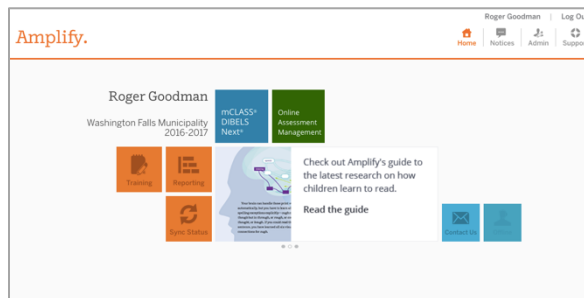 Roger Goodman | Log Ou
Amplify.
Home
Notices
Admin
Suppo
Roger Goodman
Washington Falls Municipality
2016-2017
mCLASS®
DIBELS
Next®
Online
Assessment
Management
Training
Reporting
Sync Status
Check out Amplify's guide to
the latest research on how
children learn to read.
Read the guide
Contact Us